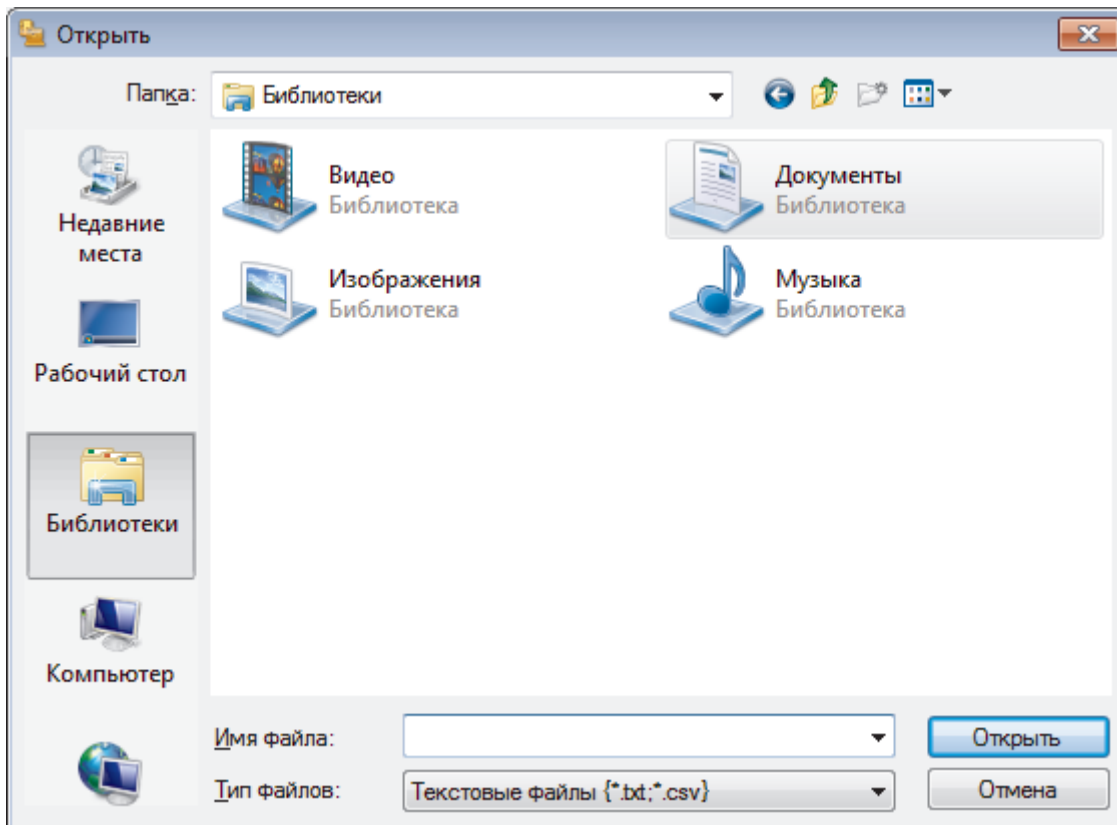 Открыть
Папка:
Библиотеки
Недавние
места
Рабочий стол
Библиотеки
Компьютер
Видео
Библиотека
Документы
Библиотека
Изображения
Библиотека
Музыка
Библиотека
Имя файла:
Открыть
Тип файлов:
Текстовые файлы {*.txt;*.csv}
Отмена